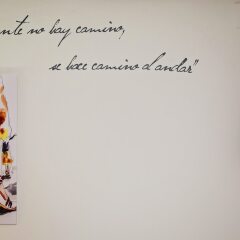 nte no hay camino,
se hace camino al andar"